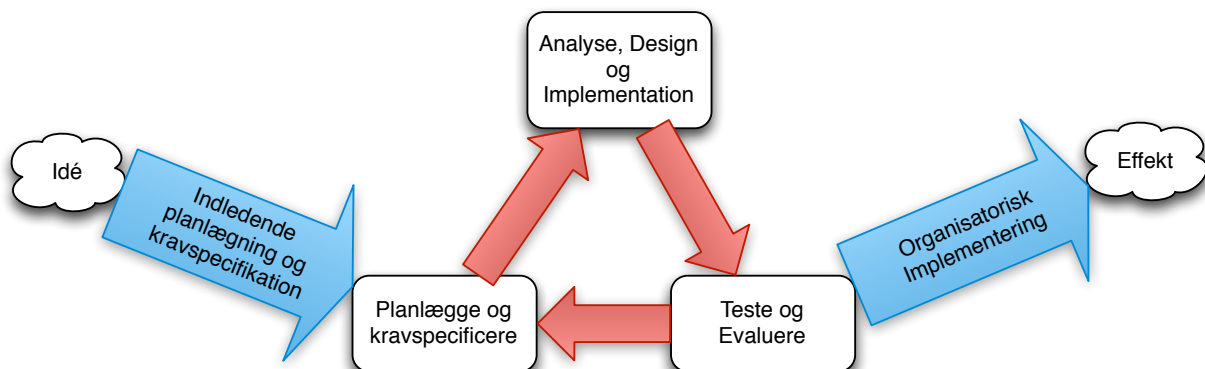 Analyse, Design
og
Implementation
Idé
Indledende
planlægning og
kravspecifikation
Planlægge og
kravspecificere
Teste og
Evaluere
Organisatorisk
Implementering
Effekt